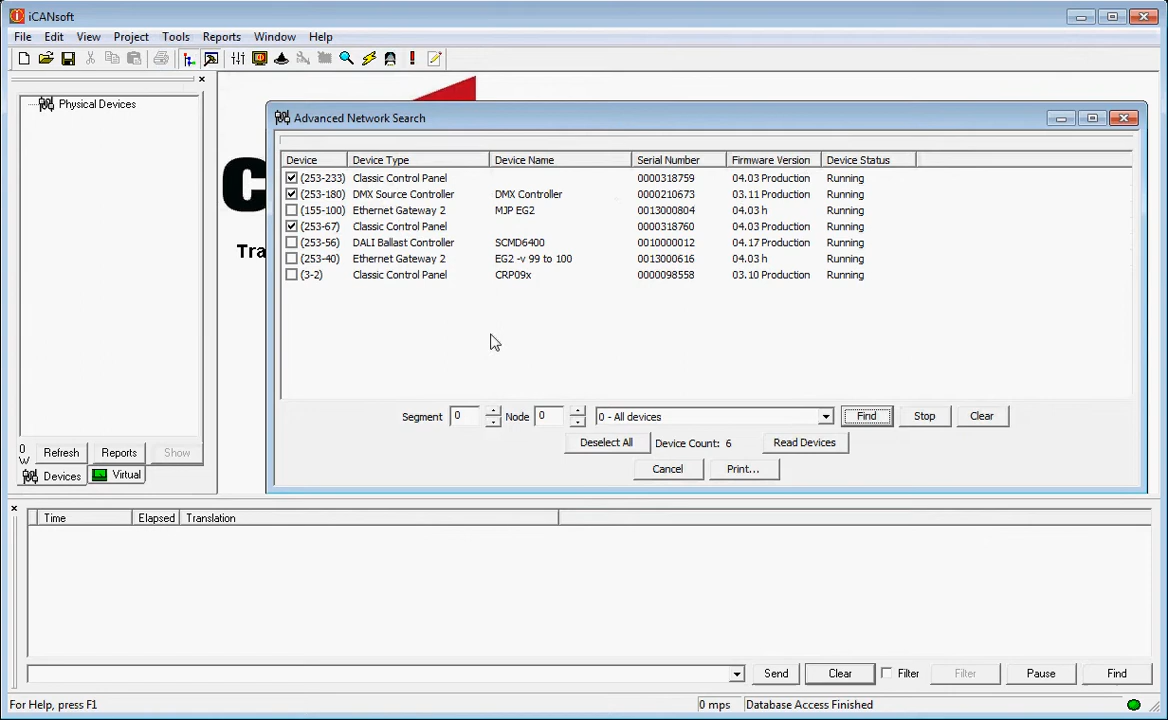 iCANsoft
File Edit View Project Tools Reports Window Help
Physical Devices
Advanced Network Search
Device Device Type Device Name Serial Number Firmware Version Device Status
(253-233) Classic Control Panel 0000318759 04.03 Production Running
(253-180) DMX Source Controller DMX Controller 0000210673 03.11 Production Running
(155-100) Ethernet Gateway 2 MJP EG2 0013000804 04.03 h Running
(253-67) Classic Control Panel 0000318760 04.03 Production Running
(253-56) DALI Ballast Controller SCMD6400 0010000012 04.17 Production Running
(253-40) Ethernet Gateway 2 EG2 -v 99 to 100 0013000616 04.03 h Running
(3-2) Classic Control Panel CRP09x 0000098558 03.10 Production Running
C
Tra
Segment 0 Node 0 0 - All devices Find Stop Clear
Deselect All Device Count: 6 Read Devices
Cancel Print...
0 W Refresh Reports Show
Devices Virtual
Time Elapsed Translation
Send Clear Filter Filter Pause Find
For Help, press F1 0 mps Database Access Finished